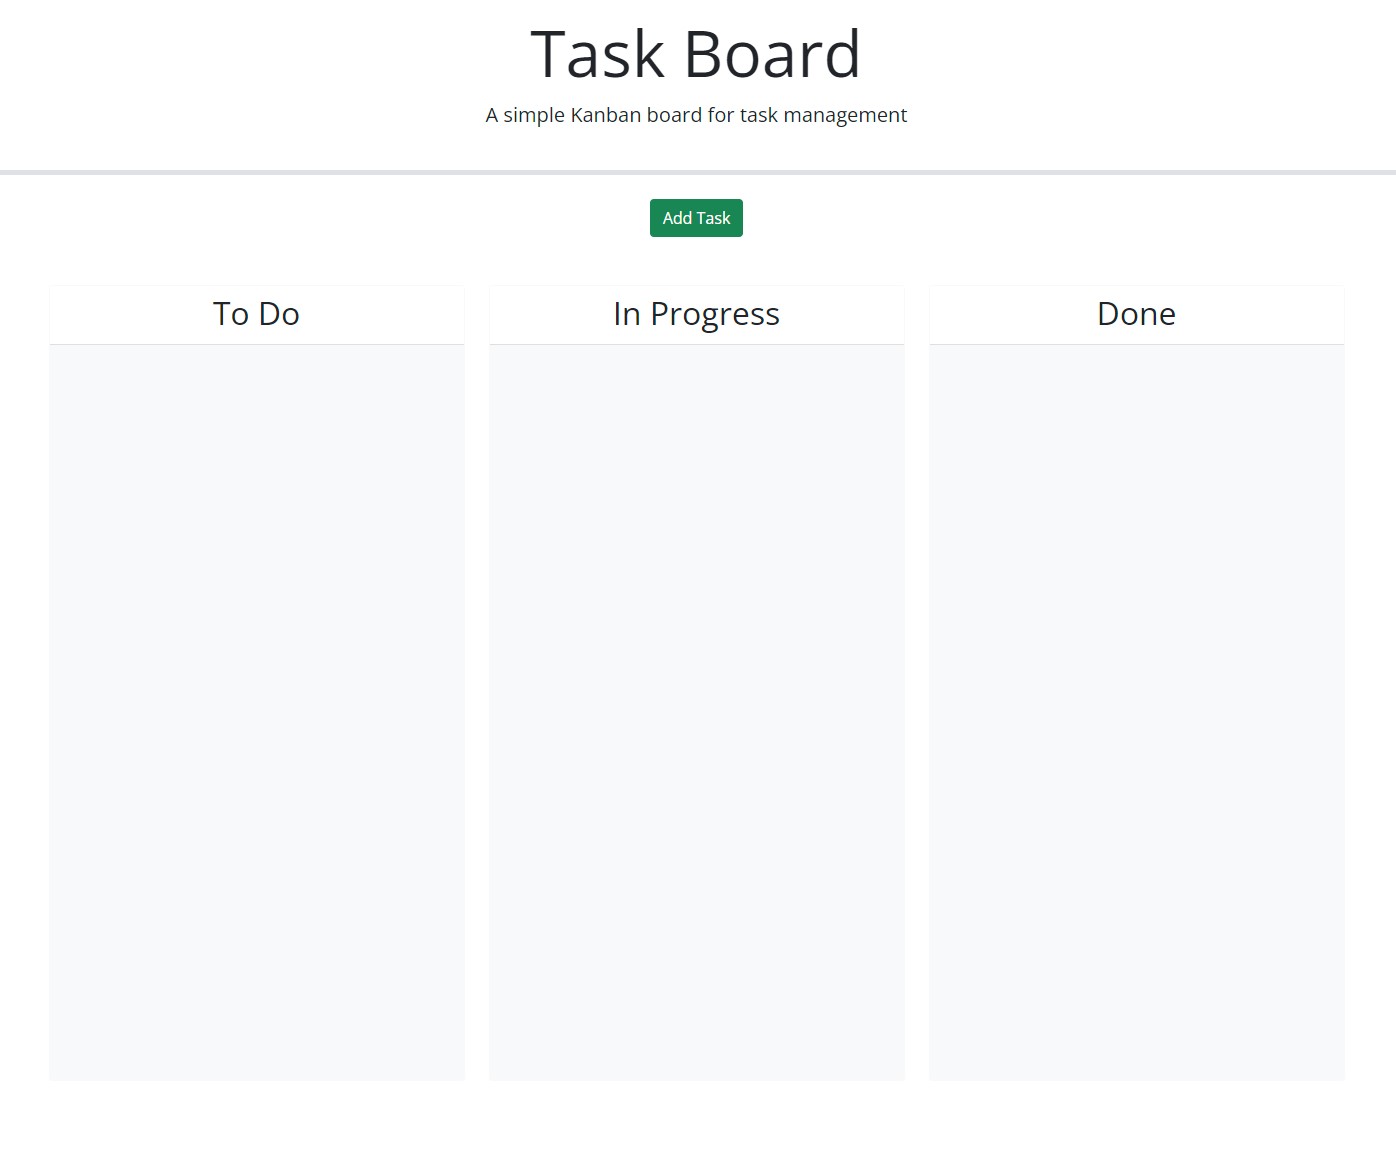 Task Board
A simple Kanban board for task management
Add Task
To Do
In Progress
Done